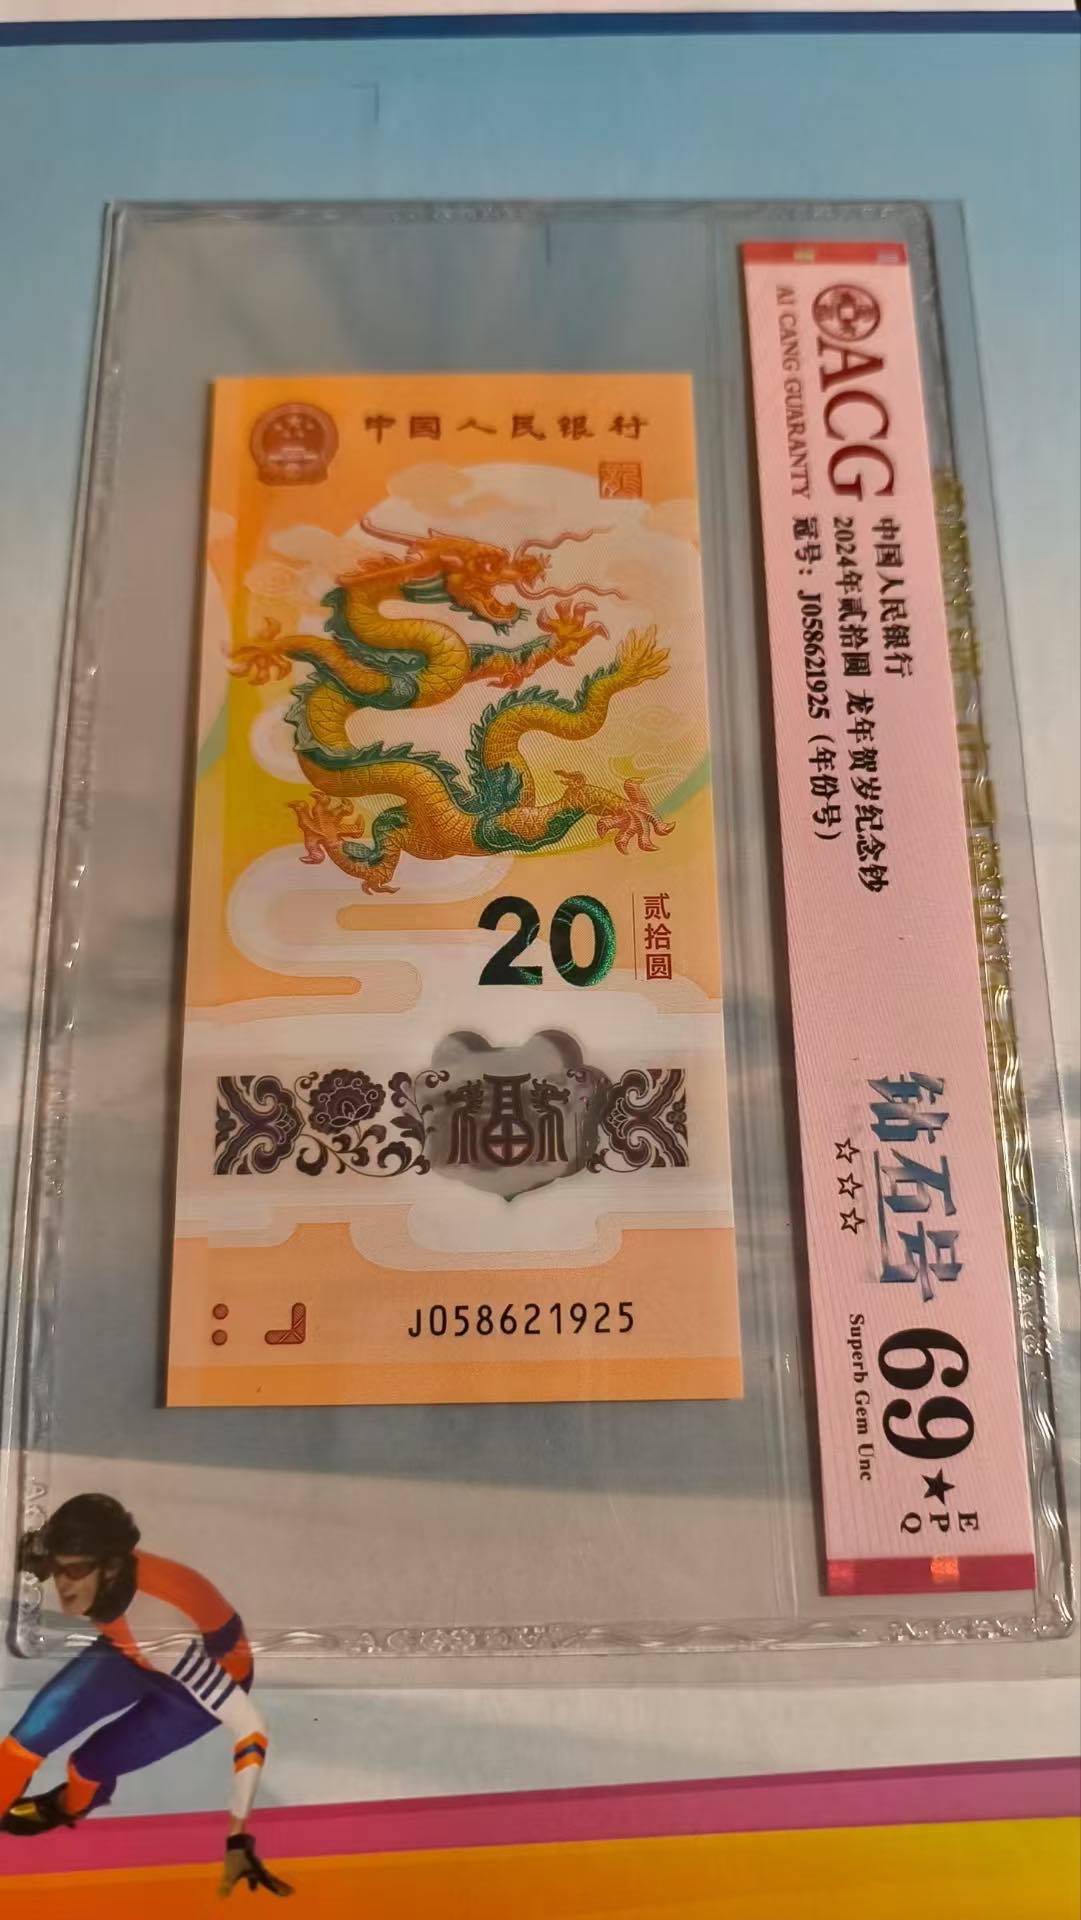 中国人民银行
龍
20
贰拾圆
福
J058621925
ACG
AI CANG GUARANTY
中国人民银行
2024年贰拾圆 龙年贺岁纪念钞
冠号：J058621925（年份号）
钻石号
☆☆☆
69★
EPQ
Superb Gem Unc